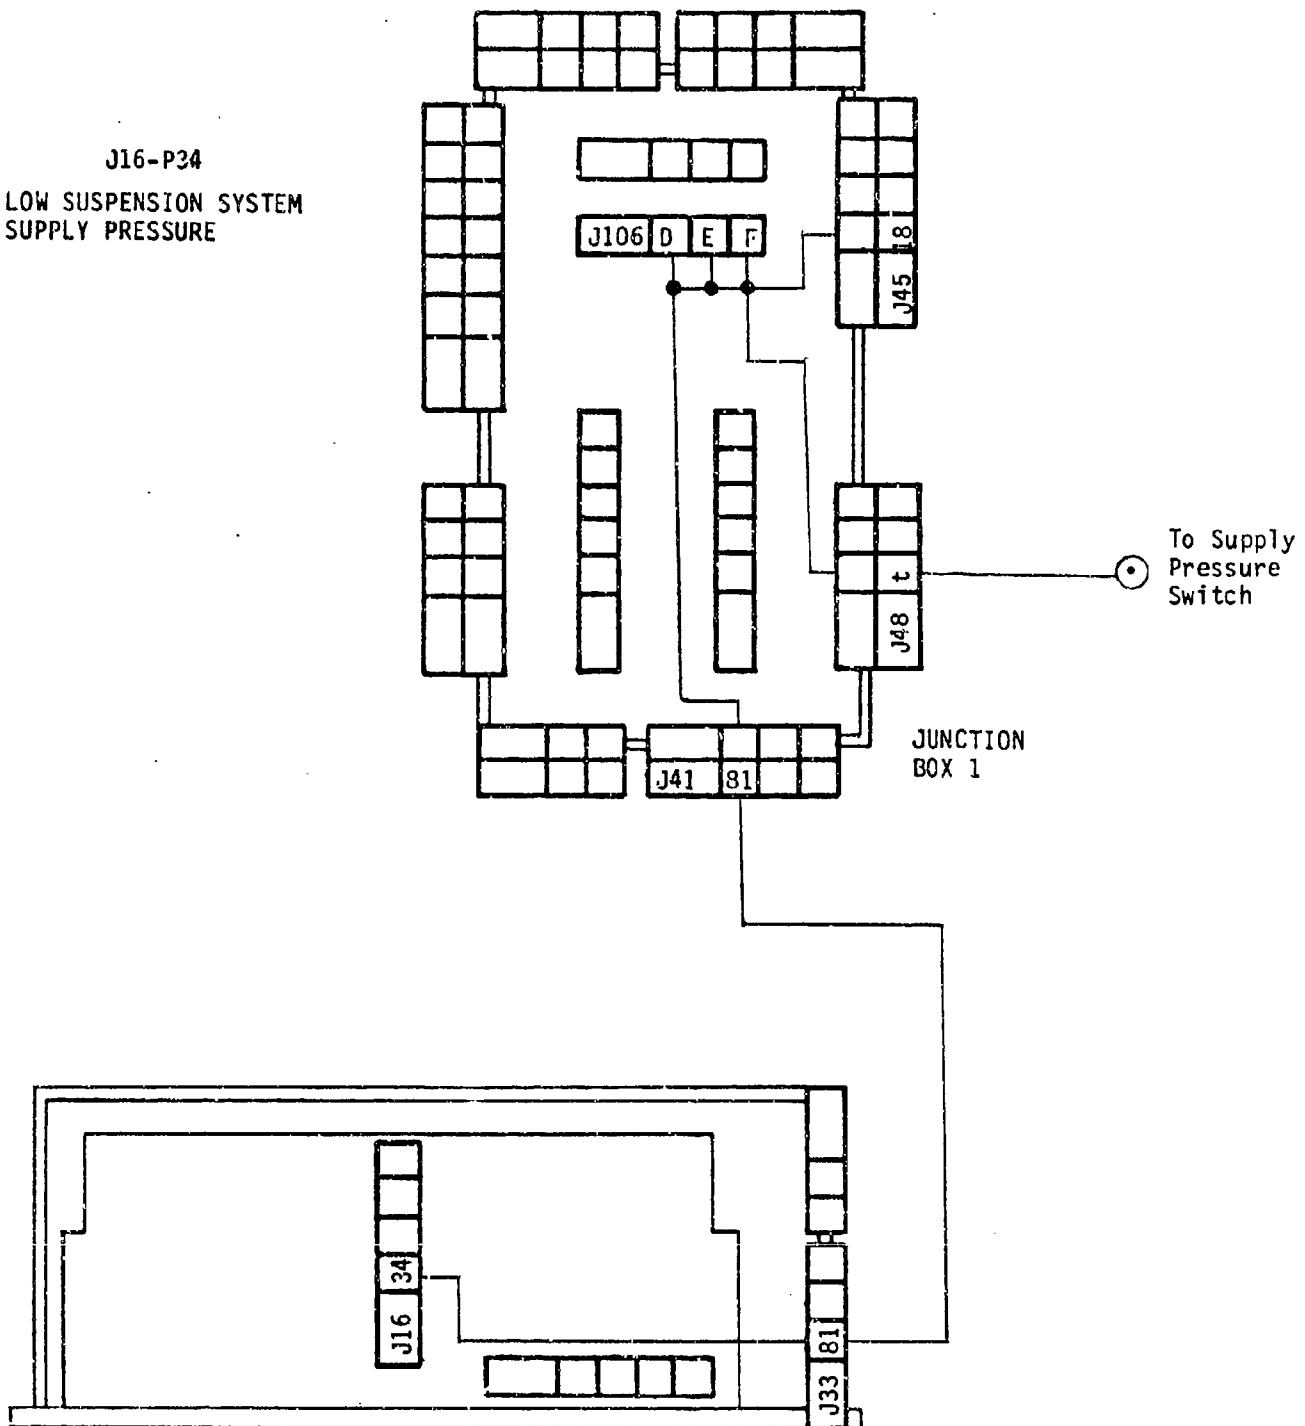 J16-P34
LOW SUSPENSION SYSTEM
SUPPLY PRESSURE
J106 D E F
18
J45
To Supply
Pressure
Switch
t
J48
JUNCTION
BOX 1
J41 81
34
J16
81
J33